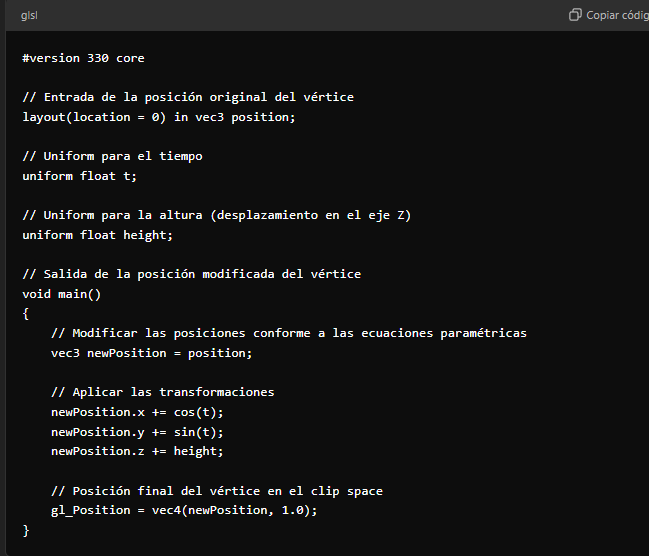 glsl
Copiar códig
#version 330 core
// Entrada de la posición original del vértice
layout(location = 0) in vec3 position;
// Uniform para el tiempo
uniform float t;
// Uniform para la altura (desplazamiento en el eje Z)
uniform float height;
// Salida de la posición modificada del vértice
void main()
{
    // Modificar las posiciones conforme a las ecuaciones paramétricas
    vec3 newPosition = position;
    // Aplicar las transformaciones
    newPosition.x += cos(t);
    newPosition.y += sin(t);
    newPosition.z += height;
    // Posición final del vértice en el clip space
    gl_Position = vec4(newPosition, 1.0);
}